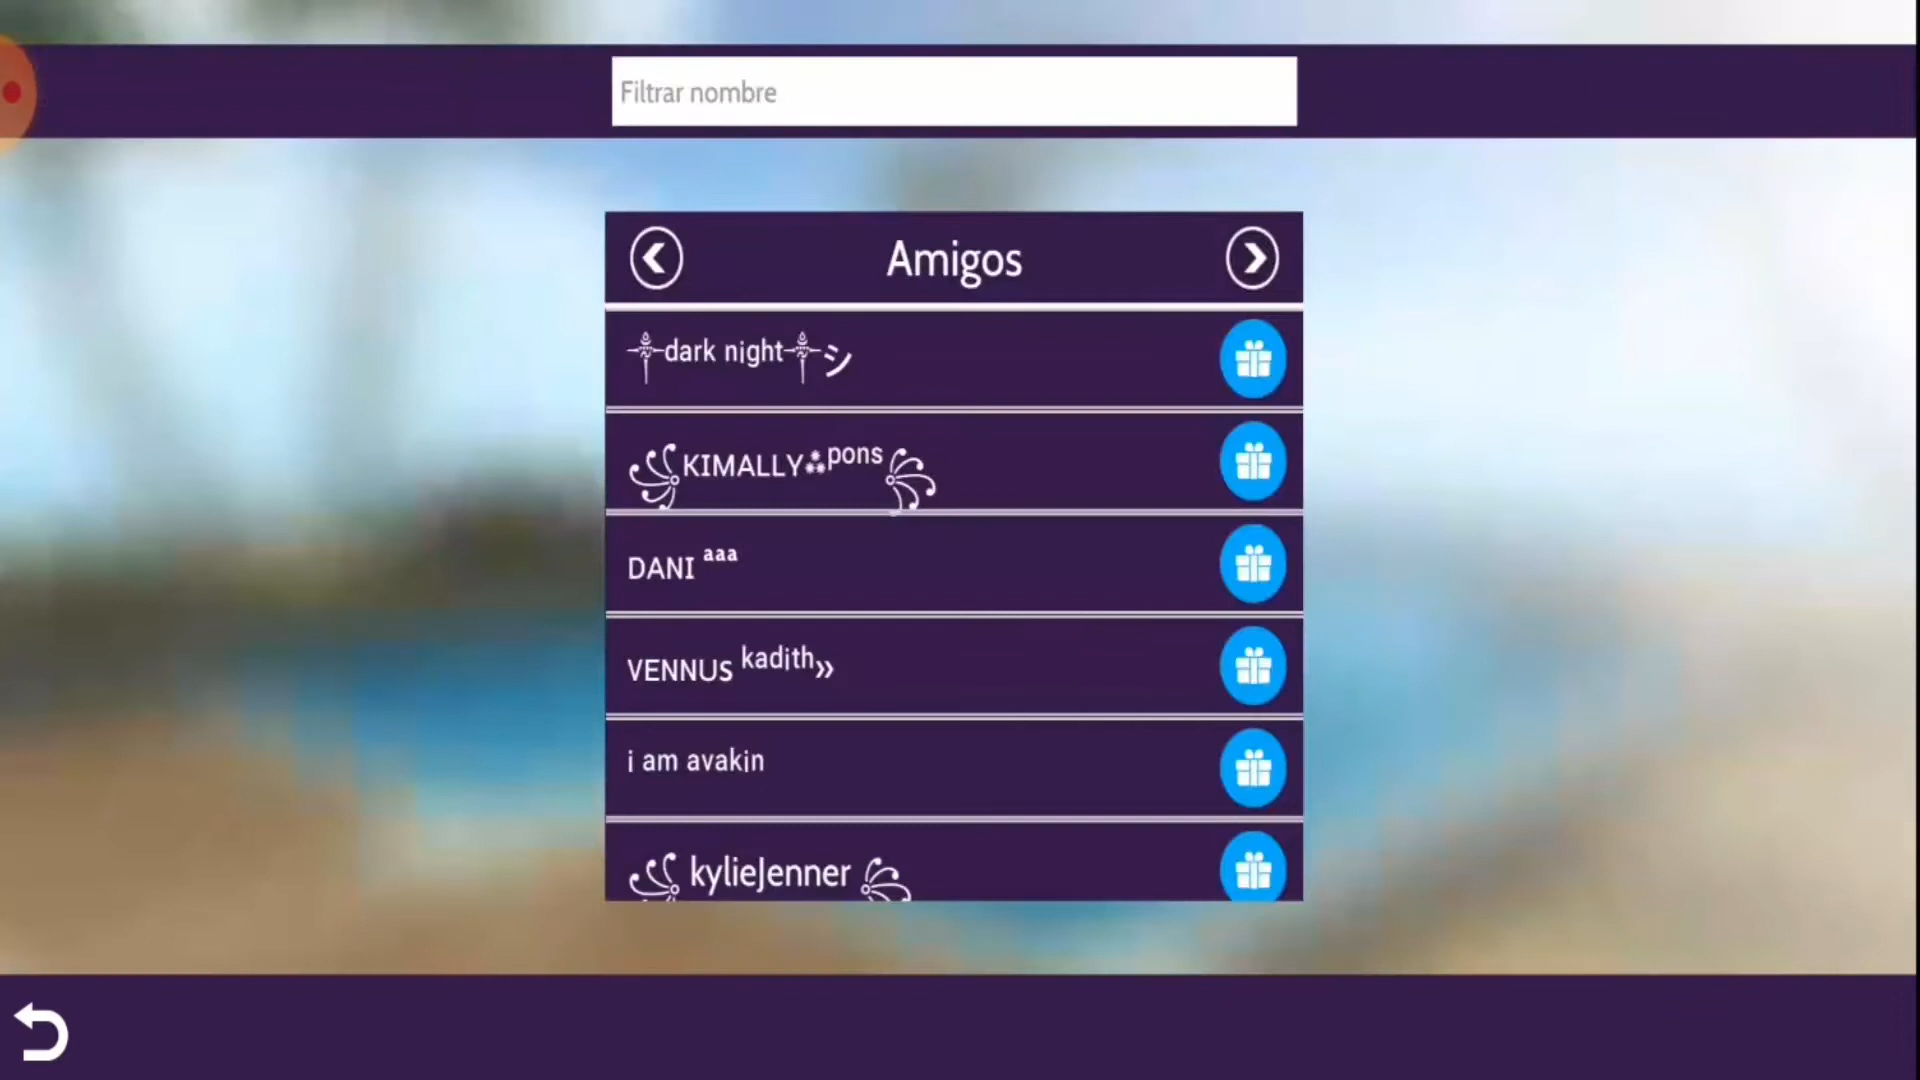 Filtrar nombre
Amigos
༒dark night༒シ
꧁KIMALLY⁂ᵖᵒⁿˢ꧂
DANI ᵃᵃᵃ
VENNUS ᵏᵃᵈⁱᵗʰ»
i am avakin
꧁ kylieJenner ꧂